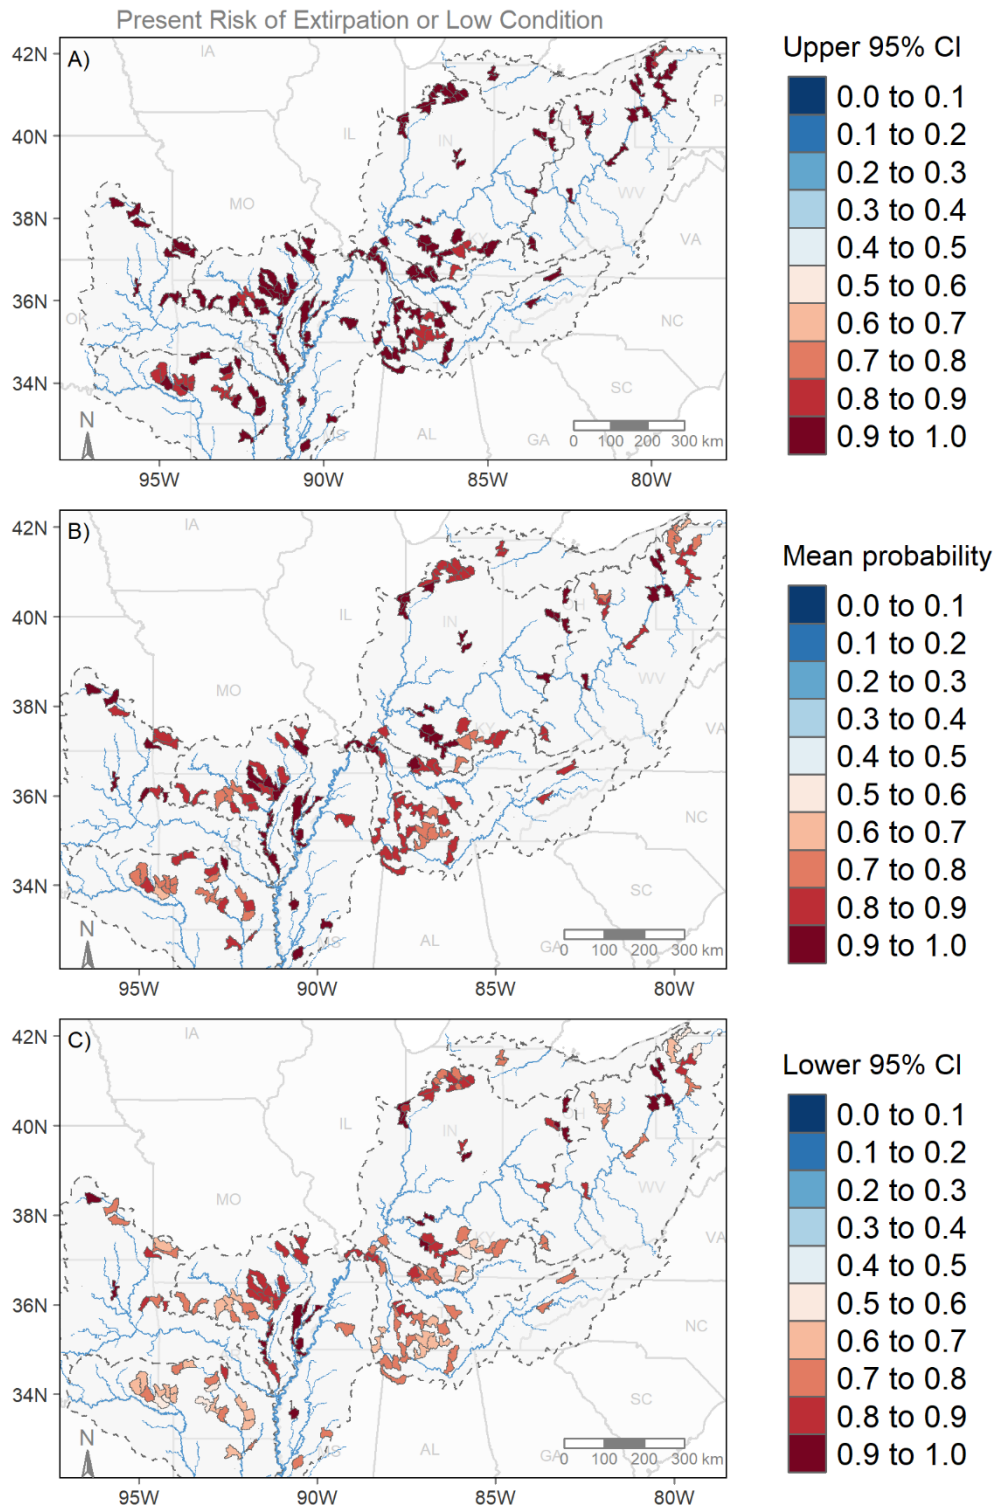 Present Risk of Extirpation or Low Condition
A)
IA
IL
IN
OH
MO
KY
WV
VA
OK
NC
SC
AL
GA
42N
40N
38N
36N
34N
N
0 100 200 300 km
95W 90W 85W 80W
Upper 95% CI
0.0 to 0.1
0.1 to 0.2
0.2 to 0.3
0.3 to 0.4
0.4 to 0.5
0.5 to 0.6
0.6 to 0.7
0.7 to 0.8
0.8 to 0.9
0.9 to 1.0
B)
IA
IL
IN
OH
MO
KY
WV
VA
NC
SC
AL
GA
42N
40N
38N
36N
34N
N
0 100 200 300 km
95W 90W 85W 80W
Mean probability
0.0 to 0.1
0.1 to 0.2
0.2 to 0.3
0.3 to 0.4
0.4 to 0.5
0.5 to 0.6
0.6 to 0.7
0.7 to 0.8
0.8 to 0.9
0.9 to 1.0
C)
IA
IL
IN
OH
MO
KY
WV
VA
NC
SC
AL
GA
42N
40N
38N
36N
34N
N
0 100 200 300 km
95W 90W 85W 80W
Lower 95% CI
0.0 to 0.1
0.1 to 0.2
0.2 to 0.3
0.3 to 0.4
0.4 to 0.5
0.5 to 0.6
0.6 to 0.7
0.7 to 0.8
0.8 to 0.9
0.9 to 1.0